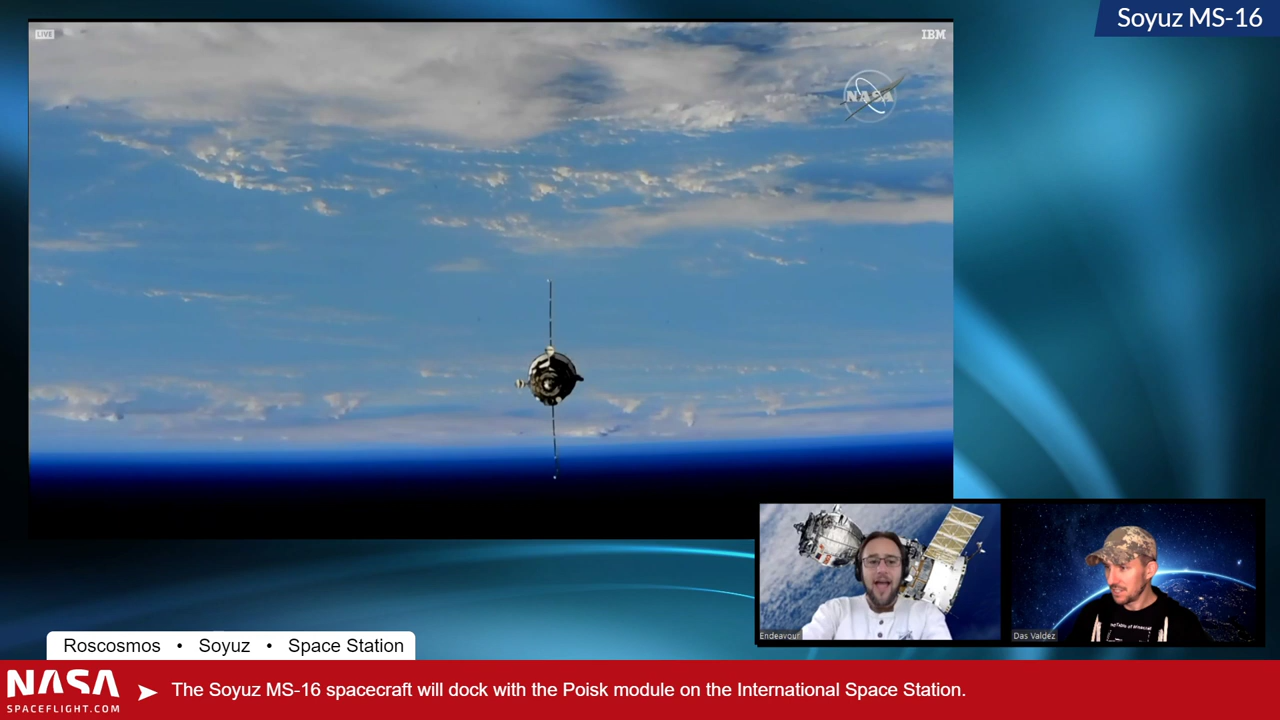 Soyuz MS-16
LIVE
IBM
NASA
Endeavour
Das Valdez
Roscosmos • Soyuz • Space Station
NASA
SPACEFLIGHT.COM
The Soyuz MS-16 spacecraft will dock with the Poisk module on the International Space Station.